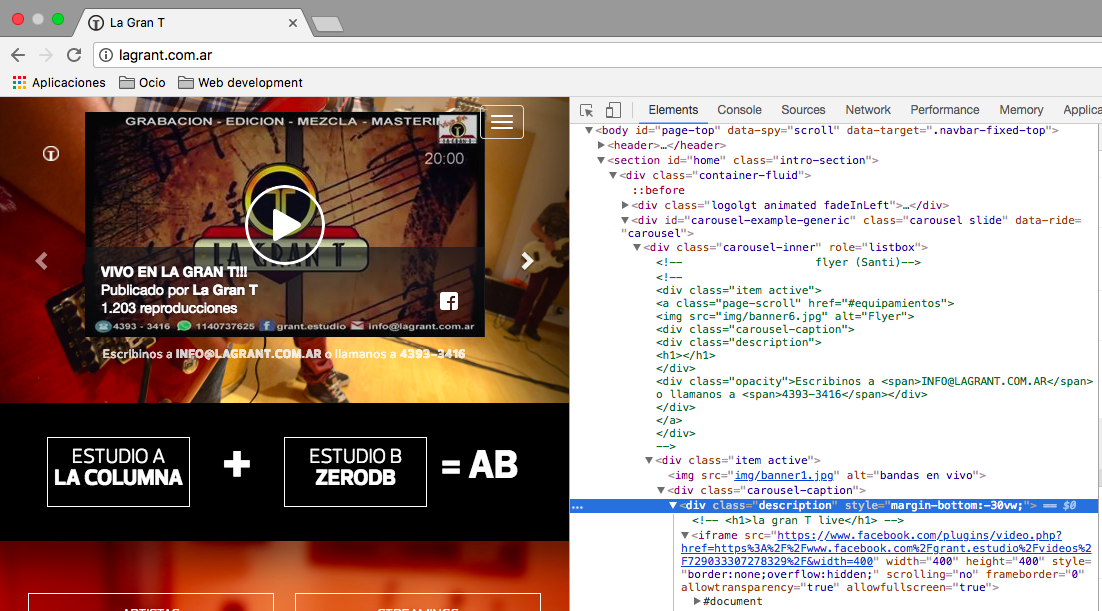 La Gran T
lagrant.com.ar
Aplicaciones Ocio Web development
GRABACION - EDICION - MEZCLA - MASTERIN
LA GRAN T
20:00
LA GRAN T
VIVO EN LA GRAN T!!!
Publicado por La Gran T
1.203 reproducciones
4393 - 3416 1140737625 grant.estudio info@lagrant.com.ar
Escribinos a INFO@LAGRANT.COM.AR o llamanos a 4393-3416
ESTUDIO A
LA COLUMNA
+
ESTUDIO B
ZERODB
= AB
ARTISTAS
STREAMINGS
Elements Console Sources Network Performance Memory Applica
▼<body id="page-top" data-spy="scroll" data-target=".navbar-fixed-top">
▶<header>…</header>
▼<section id="home" class="intro-section">
▼<div class="container-fluid">
::before
▶<div class="logolgt animated fadeInLeft">…</div>
▼<div id="carousel-example-generic" class="carousel slide" data-ride=
"carousel">
▼<div class="carousel-inner" role="listbox">
<!-- flyer (Santi)-->
<!--
<div class="item active">
<a class="page-scroll" href="#equipamientos">
<img src="img/banner6.jpg" alt="Flyer">
<div class="carousel-caption">
<div class="description">
<h1></h1>
</div>
<div class="opacity">Escribinos a <span>INFO@LAGRANT.COM.AR</span>
o llamanos a <span>4393-3416</span></div>
</div>
</a>
</div>
-->
▼<div class="item active">
<img src="img/banner1.jpg" alt="bandas en vivo">
▼<div class="carousel-caption">
… ▼<div class="description" style="margin-bottom:-30vw;"> == $0
<!-- <h1>la gran T live</h1> -->
▼<iframe src="https://www.facebook.com/plugins/video.php?
href=https%3A%2F%2Fwww.facebook.com%2Fgrant.estudio%2Fvideos%2
F729033307278329%2F&width=400" width="400" height="400" style=
"border:none;overflow:hidden;" scrolling="no" frameborder="0"
allowtransparency="true" allowfullscreen="true">
▶#document